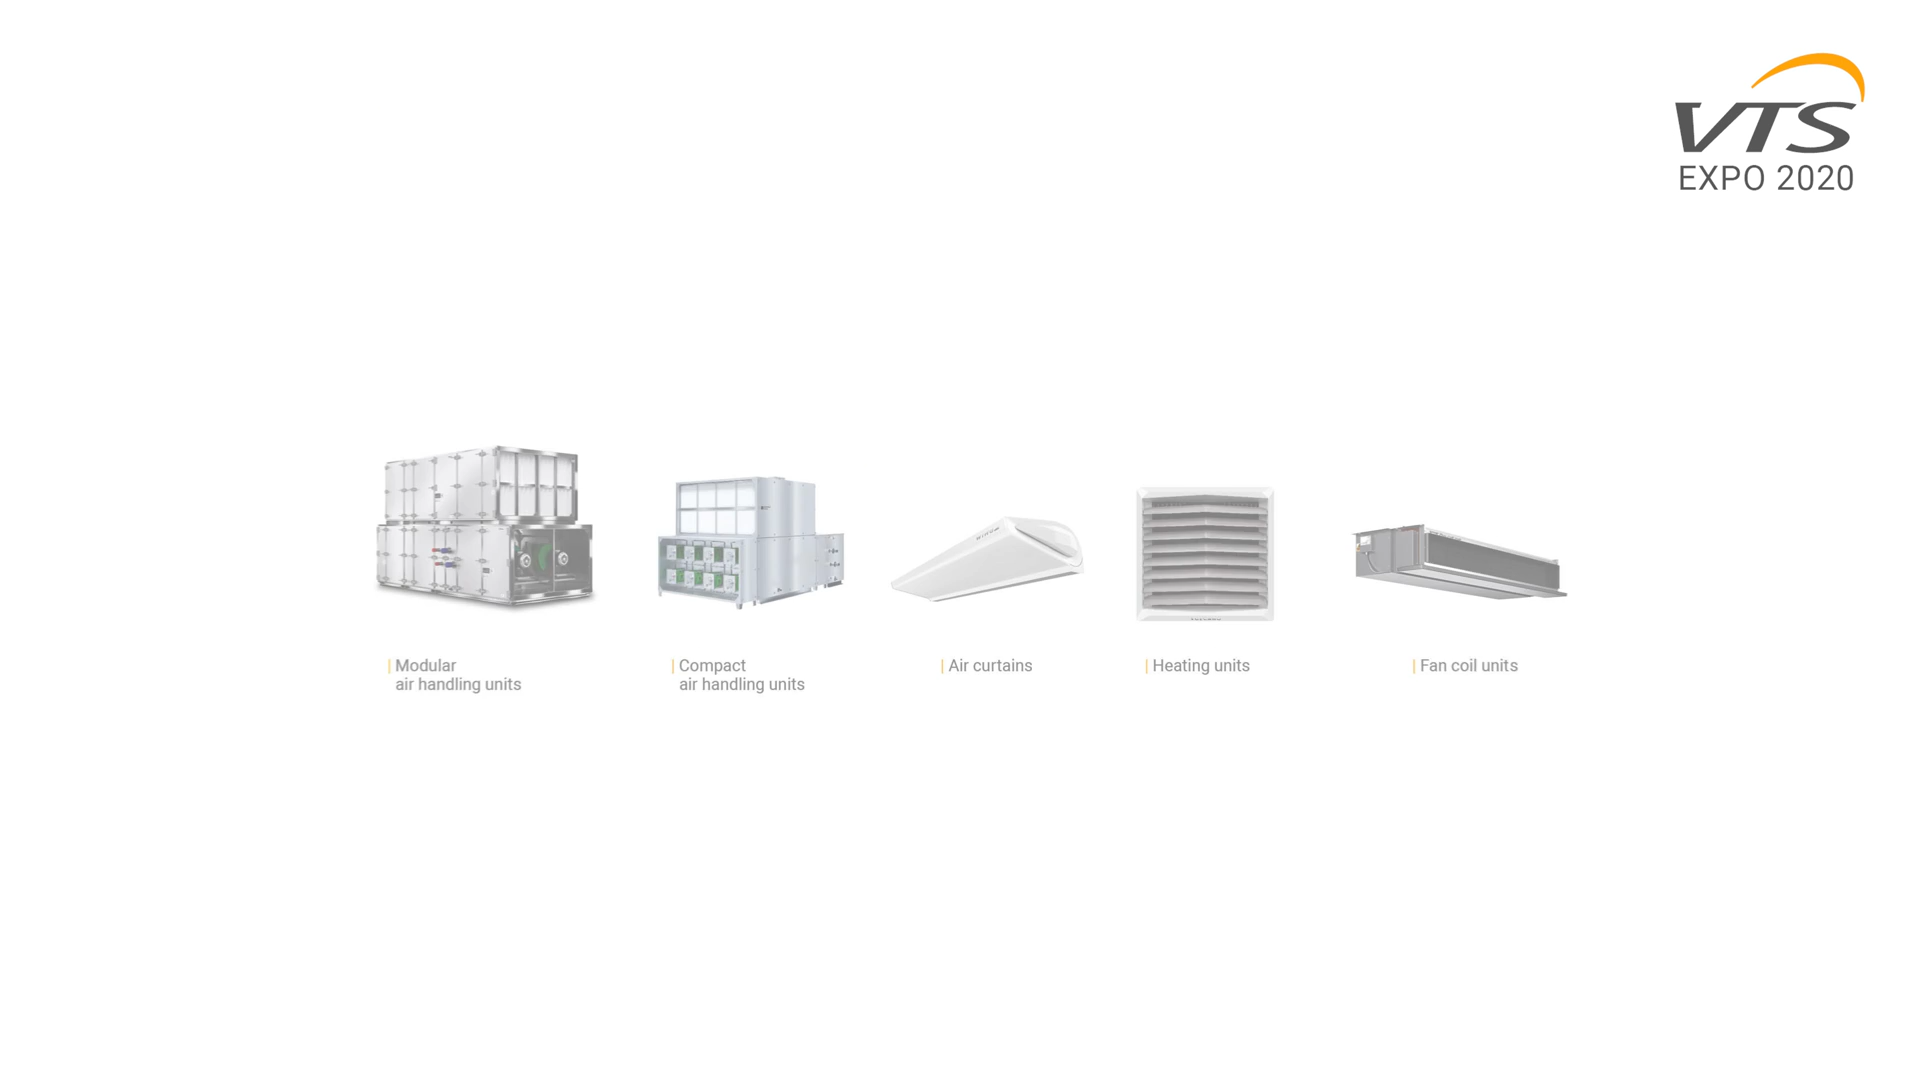 VTS
EXPO 2020
Modular
air handling units
Compact
air handling units
Air curtains
Heating units
Fan coil units